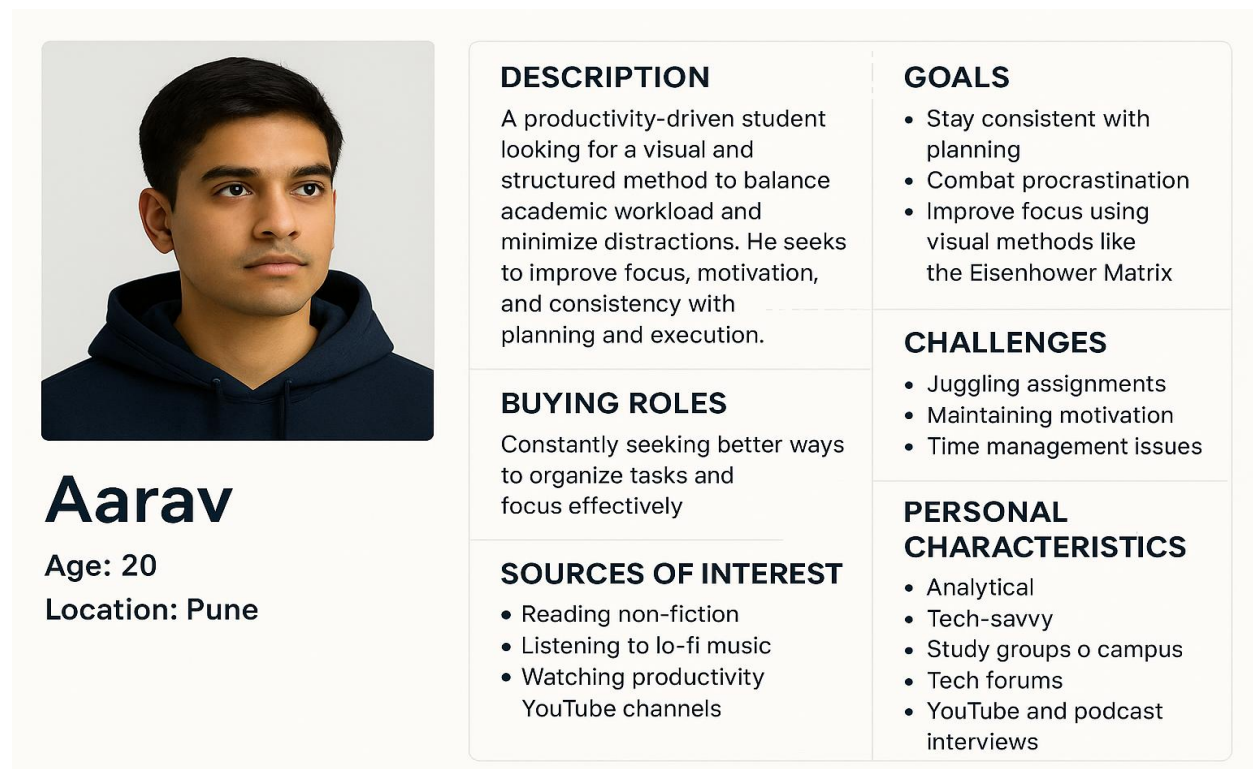 Aarav
Age: 20
Location: Pune
DESCRIPTION
A productivity-driven student
looking for a visual and
structured method to balance
academic workload and
minimize distractions. He seeks
to improve focus, motivation,
and consistency with
planning and execution.
BUYING ROLES
Constantly seeking better ways
to organize tasks and
focus effectively
SOURCES OF INTEREST
• Reading non-fiction
• Listening to lo-fi music
• Watching productivity
YouTube channels
GOALS
• Stay consistent with
planning
• Combat procrastination
• Improve focus using
visual methods like
the Eisenhower Matrix
CHALLENGES
• Juggling assignments
• Maintaining motivation
• Time management issues
PERSONAL
CHARACTERISTICS
• Analytical
• Tech-savvy
• Study groups o campus
• Tech forums
• YouTube and podcast
interviews